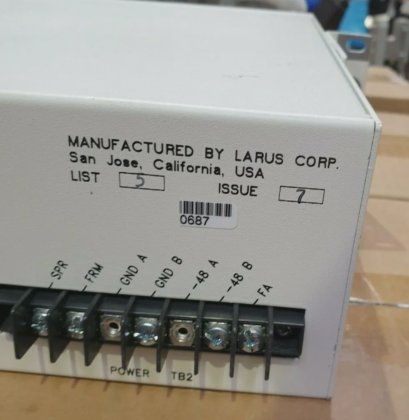 MANUFACTURED BY LARUS CORP.
San Jose, California, USA
LIST 5 ISSUE 7
0687
SPR FRM GND A GND B -48 A -48 B FA
POWER TB2